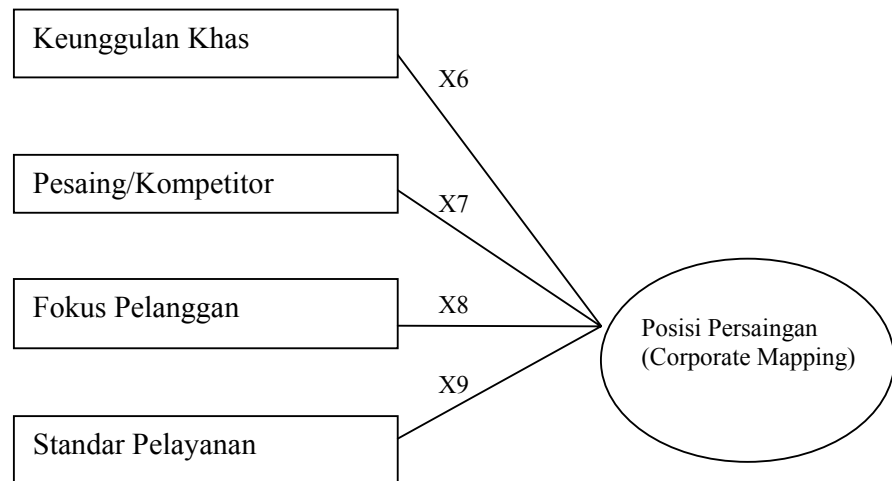 Keunggulan Khas
X6
Pesaing/Kompetitor
X7
Fokus Pelanggan
X8
Posisi Persaingan
(Corporate Mapping)
X9
Standar Pelayanan